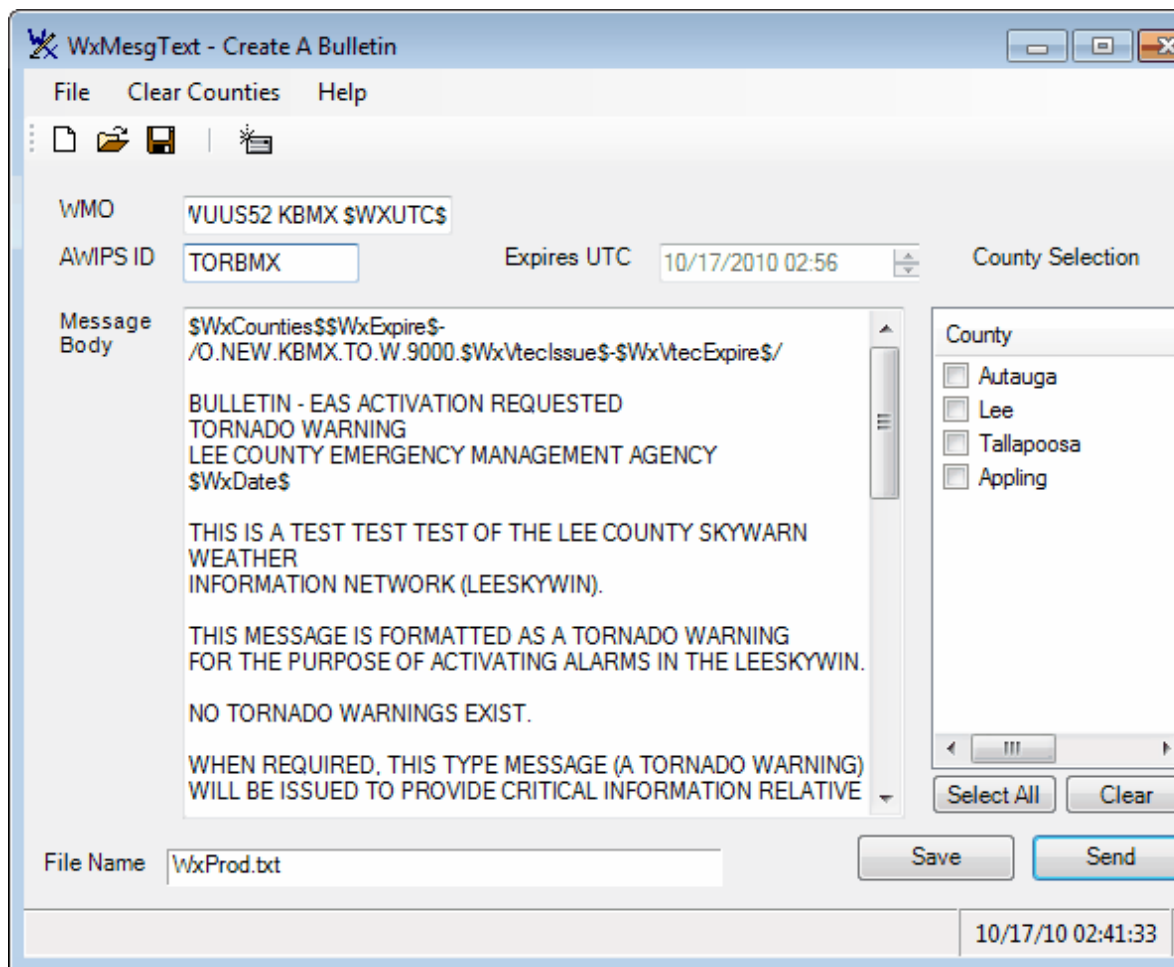 WxMesgText - Create A Bulletin
File Clear Counties Help
WMO WUUS52 KBMX $WXUTC$
AWIPS ID TORBMX Expires UTC 10/17/2010 02:56 County Selection
Message
Body
$WxCounties$$WxExpire$-
/O.NEW.KBMX.TO.W.9000.$WxVtecIssue$-$WxVtecExpire$/
BULLETIN - EAS ACTIVATION REQUESTED
TORNADO WARNING
LEE COUNTY EMERGENCY MANAGEMENT AGENCY
$WxDate$
THIS IS A TEST TEST TEST OF THE LEE COUNTY SKYWARN
WEATHER
INFORMATION NETWORK (LEESKYWIN).
THIS MESSAGE IS FORMATTED AS A TORNADO WARNING
FOR THE PURPOSE OF ACTIVATING ALARMS IN THE LEESKYWIN.
NO TORNADO WARNINGS EXIST.
WHEN REQUIRED, THIS TYPE MESSAGE (A TORNADO WARNING)
WILL BE ISSUED TO PROVIDE CRITICAL INFORMATION RELATIVE
County
Autauga
Lee
Tallapoosa
Appling
Select All Clear
File Name WxProd.txt Save Send
10/17/10 02:41:33